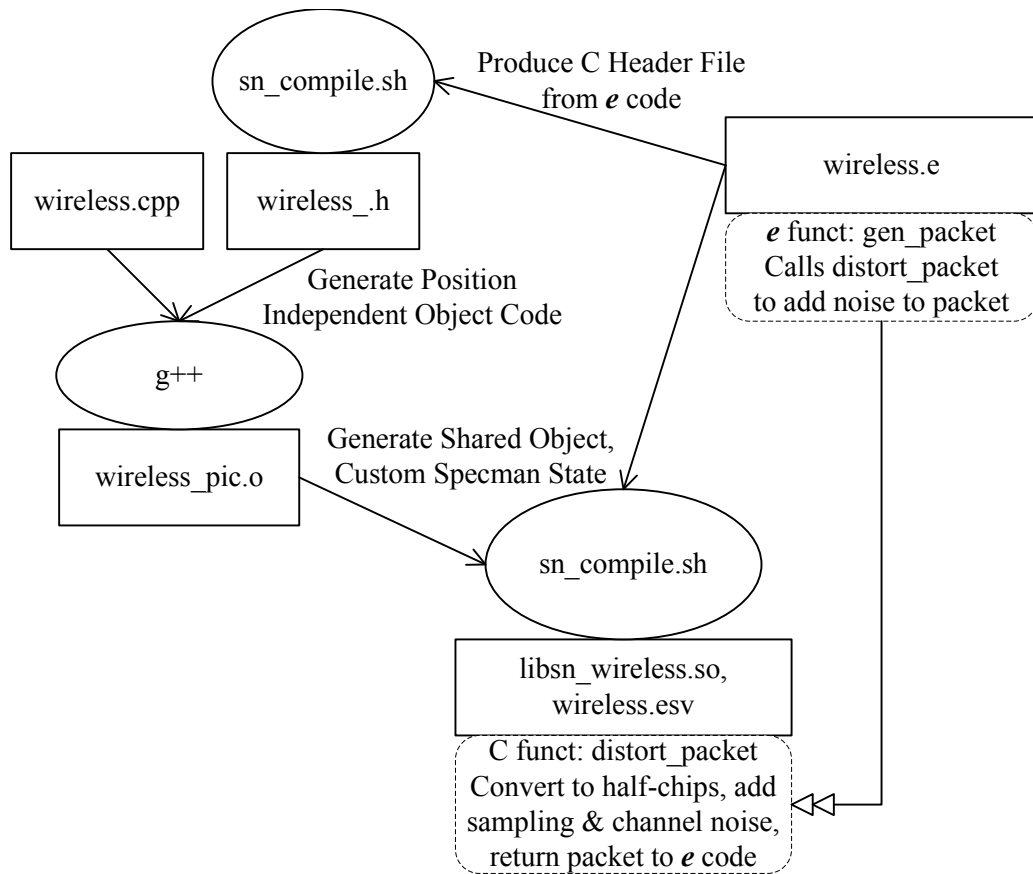 sn_compile.sh
Produce C Header File
from e code
wireless.cpp
wireless_.h
wireless.e
e funct: gen_packet
Calls distort_packet
to add noise to packet
Generate Position
Independent Object Code
g++
wireless_pic.o
Generate Shared Object,
Custom Specman State
sn_compile.sh
libsn_wireless.so,
wireless.esv
C funct: distort_packet
Convert to half-chips, add
sampling & channel noise,
return packet to e code